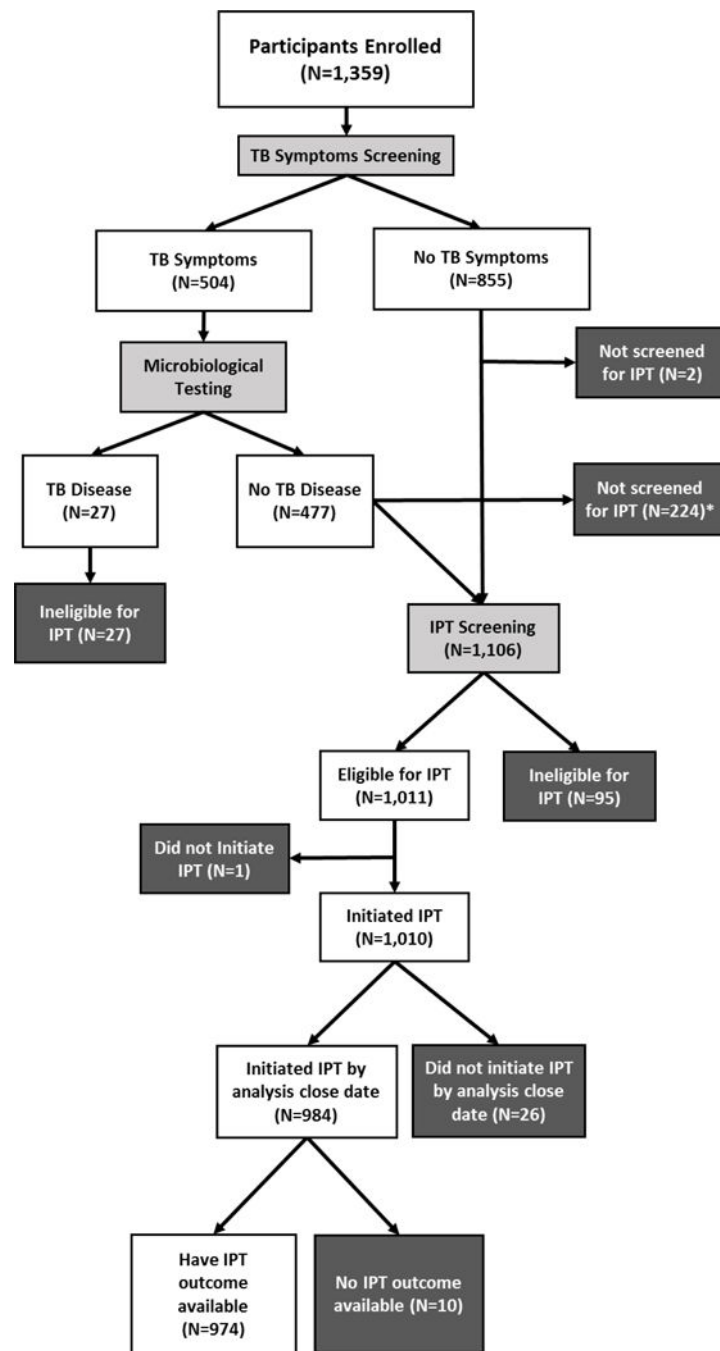 Participants Enrolled
(N=1,359)
TB Symptoms Screening
TB Symptoms
(N=504)
No TB Symptoms
(N=855)
Microbiological
Testing
Not screened
for IPT (N=2)
TB Disease
(N=27)
No TB Disease
(N=477)
Not screened
for IPT (N=224)*
Ineligible for
IPT (N=27)
IPT Screening
(N=1,106)
Eligible for IPT
(N=1,011)
Ineligible for
IPT (N=95)
Did not Initiate
IPT (N=1)
Initiated IPT
(N=1,010)
Initiated IPT by
analysis close date
(N=984)
Did not initiate IPT
by analysis close
date (N=26)
Have IPT
outcome
available
(N=974)
No IPT outcome
available (N=10)